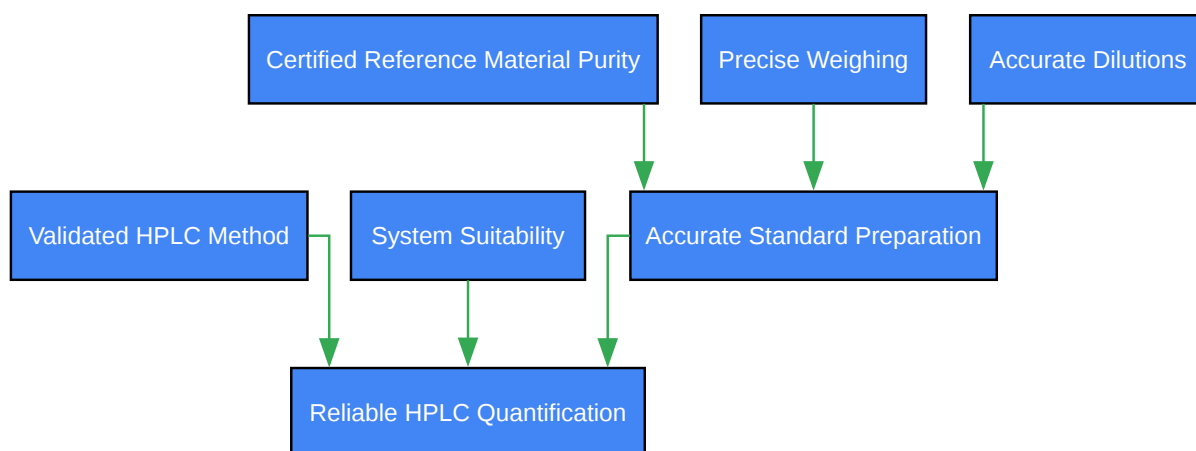 Certified Reference Material Purity
Precise Weighing
Accurate Dilutions
Validated HPLC Method
System Suitability
Accurate Standard Preparation
Reliable HPLC Quantification